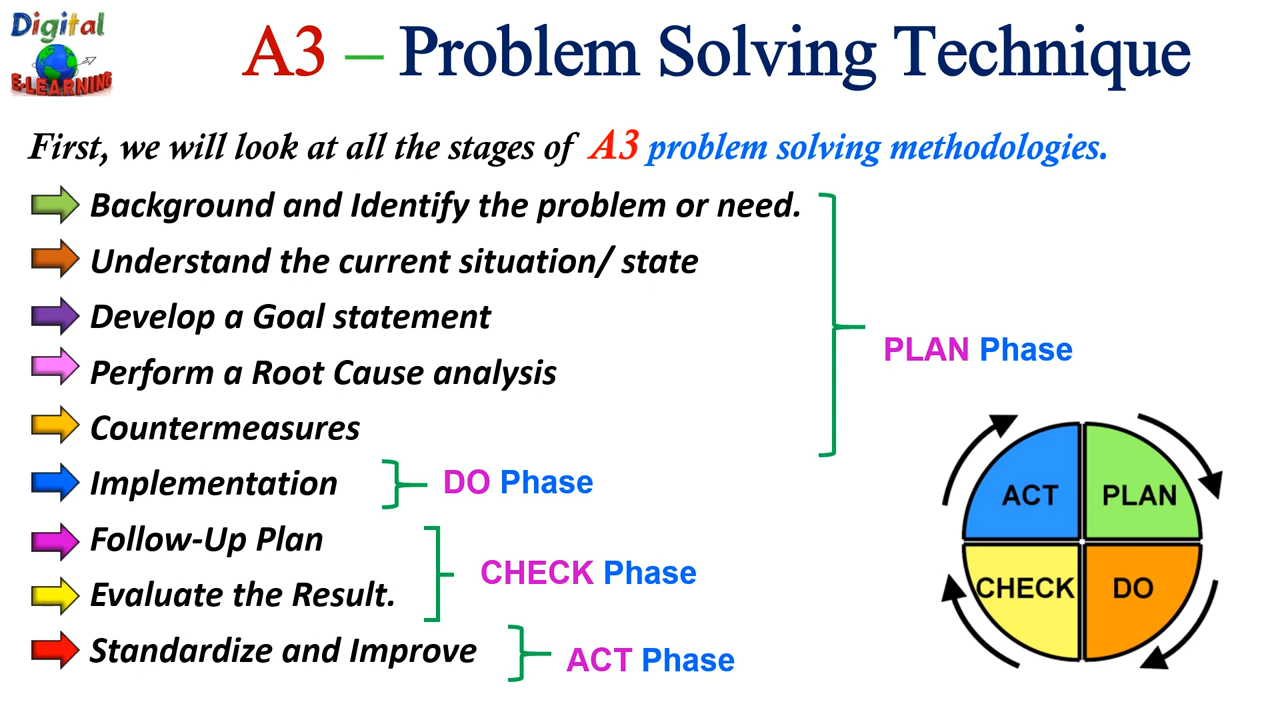 Digital
E-LEARNING
A3 – Problem Solving Technique
First, we will look at all the stages of A3 problem solving methodologies.
Background and Identify the problem or need.
Understand the current situation/ state
Develop a Goal statement
Perform a Root Cause analysis
PLAN Phase
Countermeasures
Implementation
DO Phase
Follow-Up Plan
CHECK Phase
Evaluate the Result.
Standardize and Improve
ACT Phase
ACT
PLAN
CHECK
DO